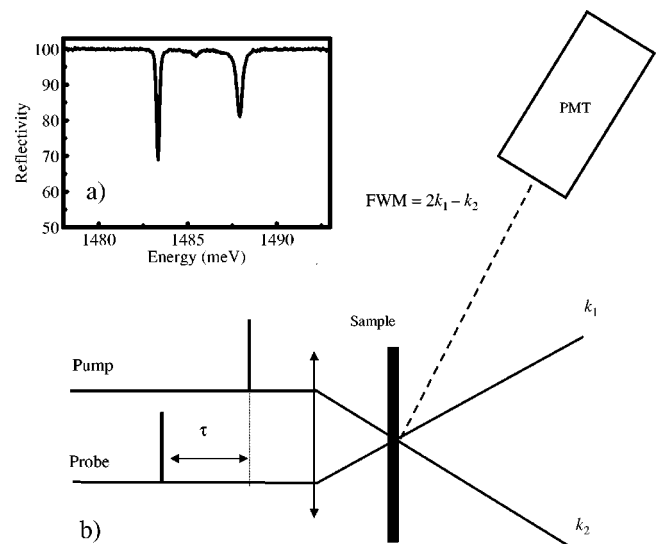 100
90
80
70
60
50
Reflectivity
a)
1480
1485
1490
Energy (meV)
PMT
FWM = 2k₁ – k₂
Sample
k₁
Pump
τ
Probe
k₂
b)